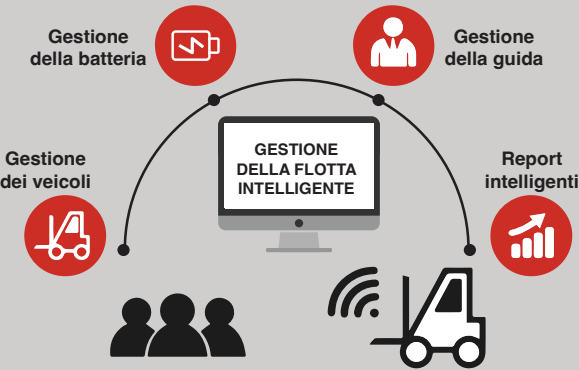 Gestione
della batteria
Gestione
della guida
Gestione
dei veicoli
GESTIONE
DELLA FLOTTA
INTELLIGENTE
Report
intelligenti